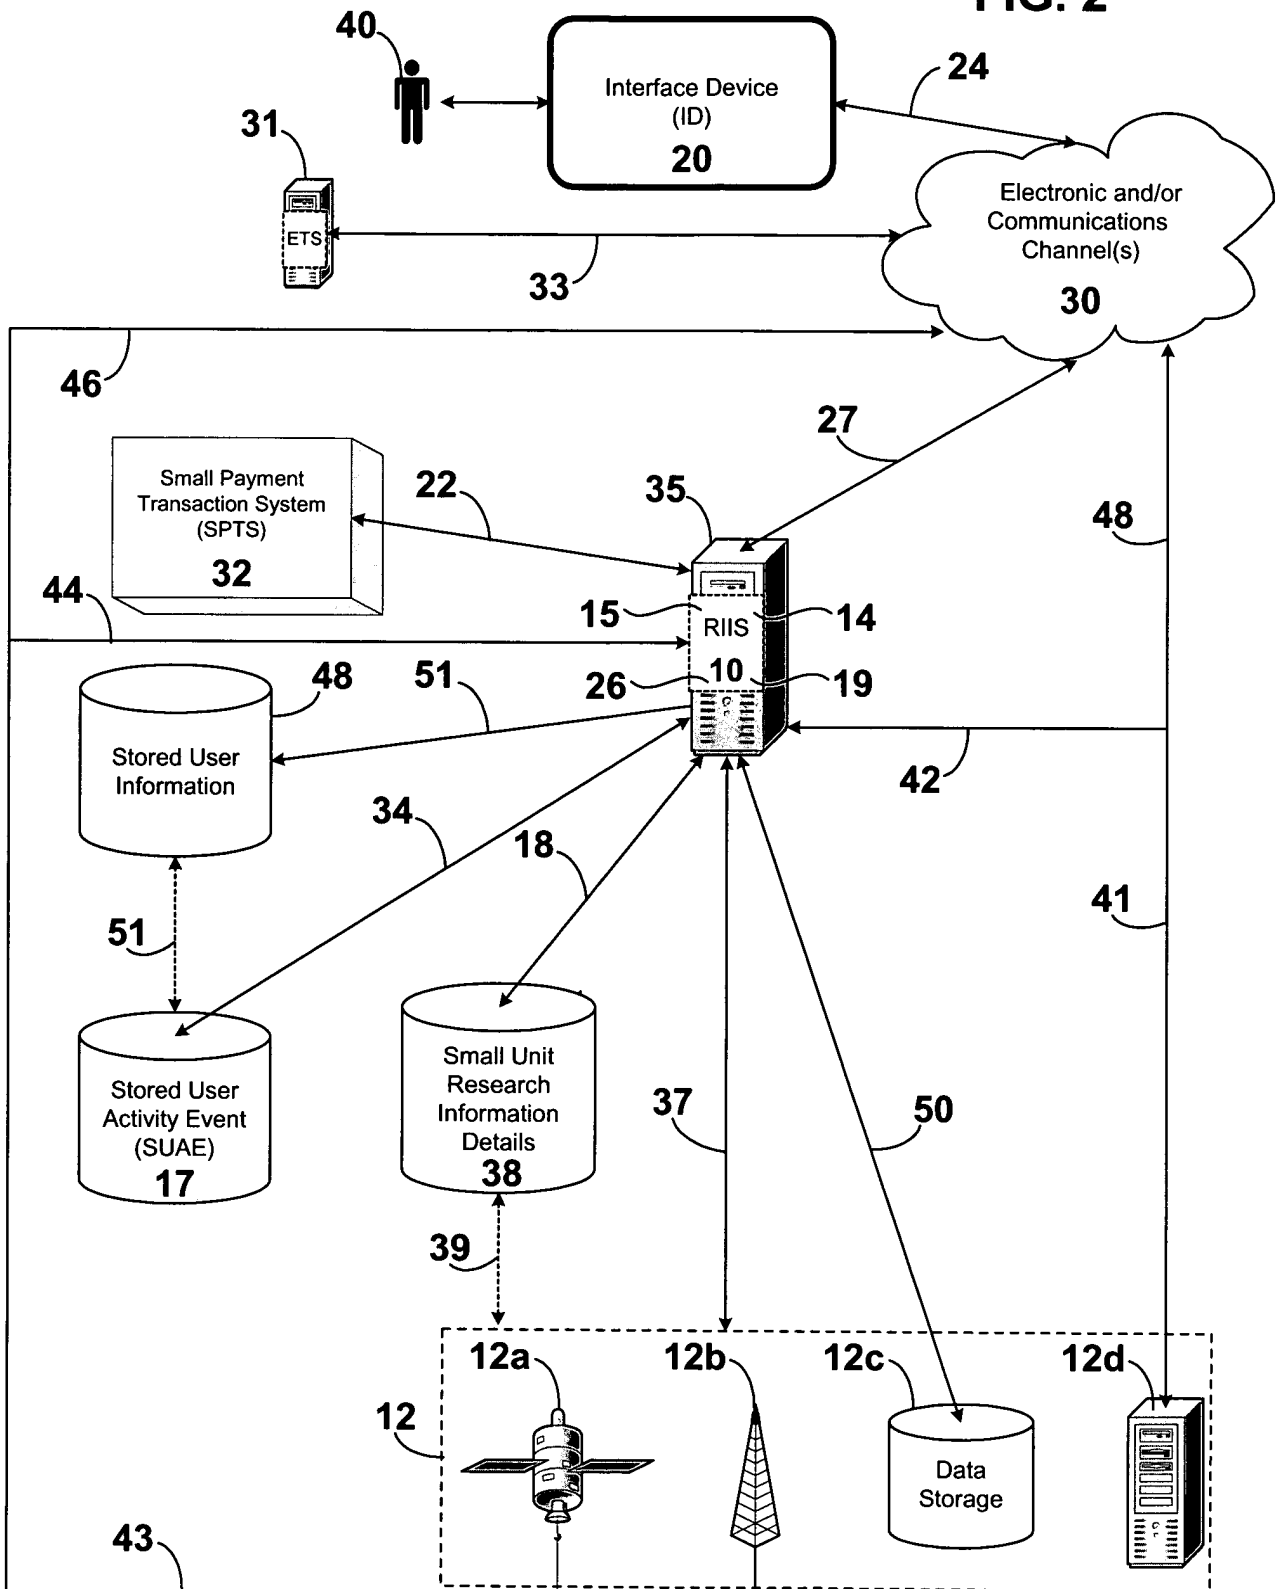 FIG. 2
40
Interface Device
(ID)
20
24
31
ETS
33
Electronic and/or
Communications
Channel(s)
30
46
27
Small Payment
Transaction System
(SPTS)
32
22
35
48
44
15
RIIS
14
10
26
19
48
51
Stored User
Information
42
34
18
51
41
Stored User
Activity Event
(SUAE)
17
Small Unit
Research
Information
Details
38
37
50
39
12a
12b
12c
12d
12
Data
Storage
43